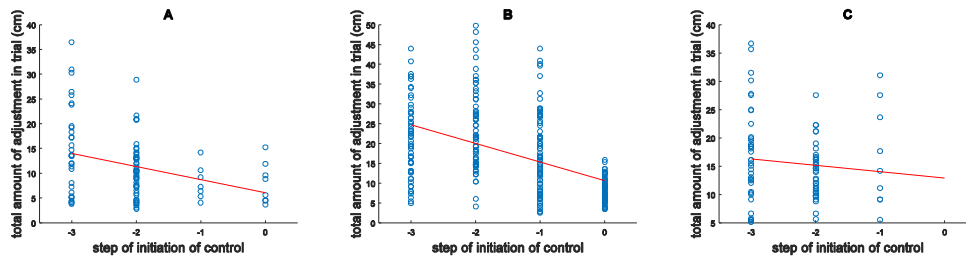 A
total amount of adjustment in trial (cm)
40
35
30
25
20
15
10
5
0
-3 -2 -1 0
step of initiation of control
B
total amount of adjustment in trial (cm)
50
45
40
35
30
25
20
15
10
5
0
-3 -2 -1 0
step of initiation of control
C
total amount of adjustment in trial (cm)
40
35
30
25
20
15
10
5
-3 -2 -1 0
step of initiation of control